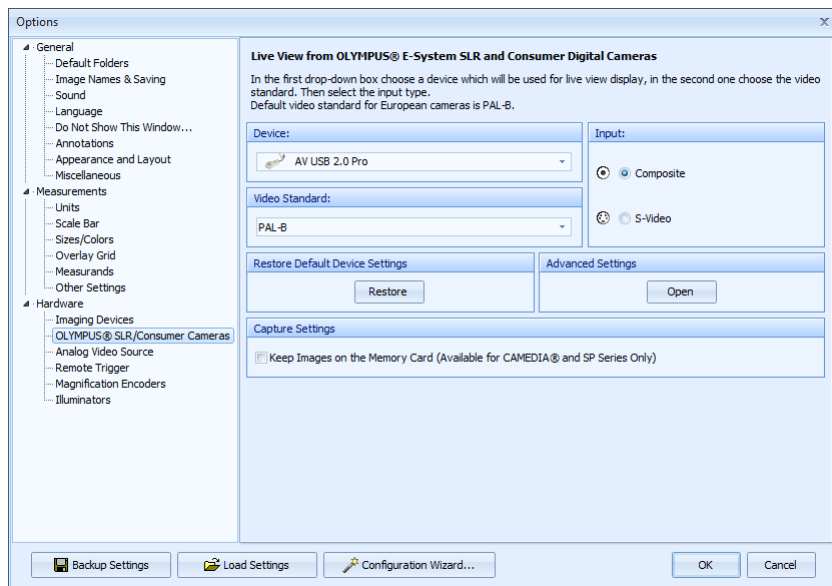 Options
General
Default Folders
Image Names & Saving
Sound
Language
Do Not Show This Window...
Annotations
Appearance and Layout
Miscellaneous
Measurements
Units
Scale Bar
Sizes/Colors
Overlay Grid
Measurands
Other Settings
Hardware
Imaging Devices
OLYMPUS® SLR/Consumer Cameras
Analog Video Source
Remote Trigger
Magnification Encoders
Illuminators
Live View from OLYMPUS® E-System SLR and Consumer Digital Cameras
In the first drop-down box choose a device which will be used for live view display, in the second one choose the video
standard. Then select the input type.
Default video standard for European cameras is PAL-B.
Device:
AV USB 2.0 Pro
Input:
Composite
S-Video
Video Standard:
PAL-B
Restore Default Device Settings
Restore
Advanced Settings
Open
Capture Settings
Keep Images on the Memory Card (Available for CAMEDIA® and SP Series Only)
Backup Settings
Load Settings
Configuration Wizard...
OK
Cancel